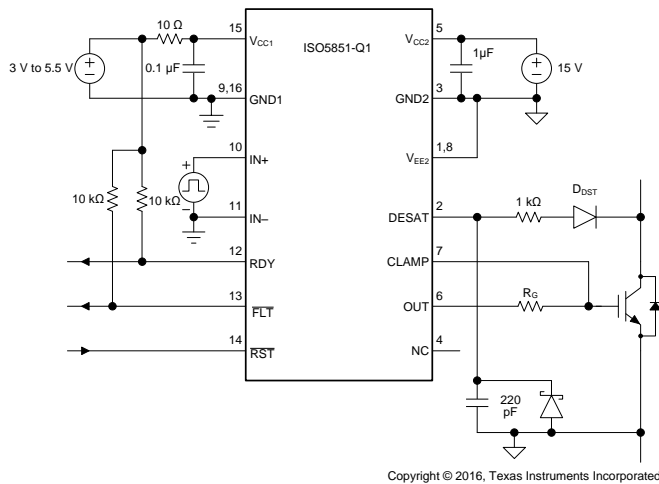 10 Ω
15
VCC1
ISO5851-Q1
VCC2
5
3 V to 5.5 V
+
–
0.1 µF
1µF
+
–
15 V
9,16
GND1
GND2
3
10
IN+
VEE2
1,8
+
–
10 kΩ
10 kΩ
11
IN–
DESAT
2
1 kΩ
DDST
12
RDY
CLAMP
7
13
FLT
OUT
6
RG
14
RST
NC
4
220
pF
Copyright © 2016, Texas Instruments Incorporated